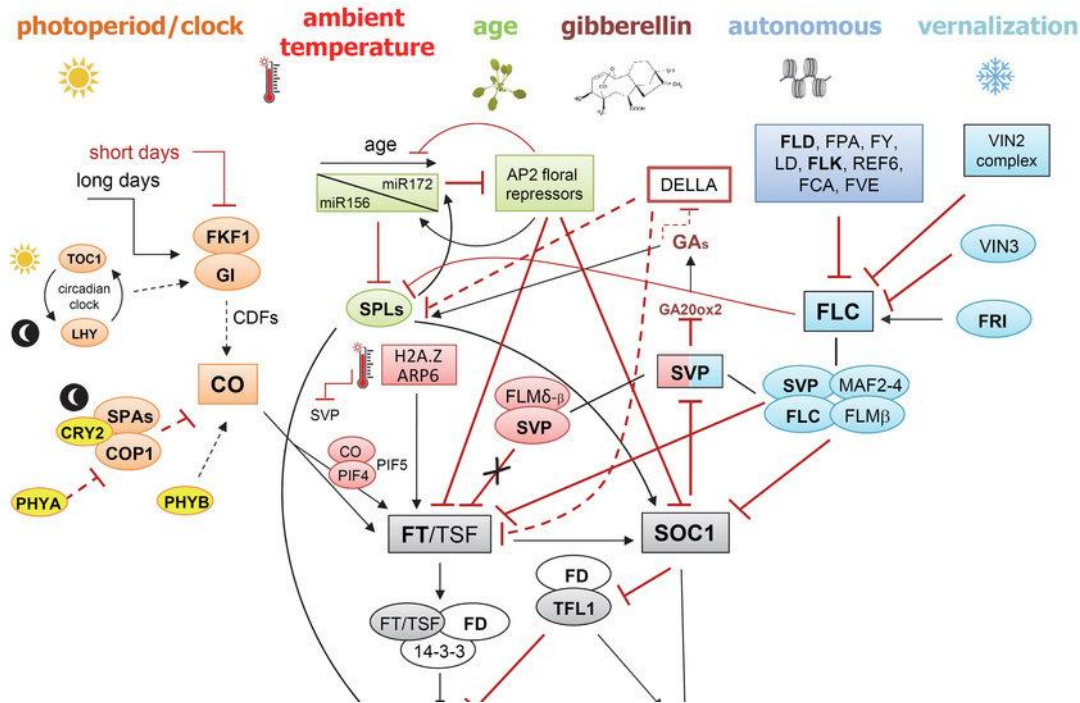 photoperiod/clock
ambient
temperature
age
gibberellin
autonomous
vernalization
short days
long days
FKF1
GI
TOC1
circadian
clock
LHY
CDFs
CO
SPAs
CRY2
COP1
PHYA
PHYB
age
miR172
miR156
AP2 floral
repressors
SPLs
H2A.Z
ARP6
SVP
CO
PIF4
PIF5
FLMδ-β
SVP
DELLA
GAs
GA20ox2
SVP
FLD, FPA, FY,
LD, FLK, REF6,
FCA, FVE
VIN2
complex
VIN3
FRI
FLC
SVP
MAF2-4
FLC
FLMβ
FT/TSF
SOC1
FD
TFL1
FT/TSF
FD
14-3-3